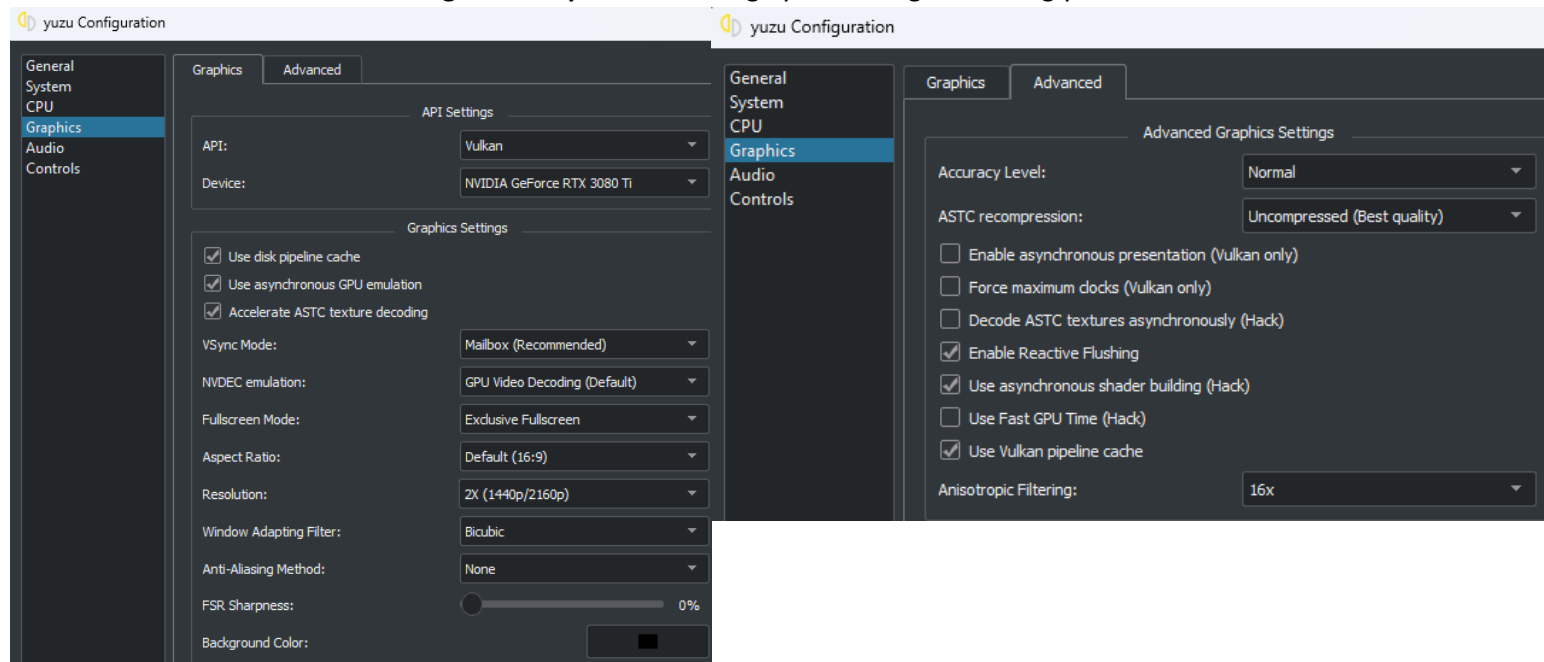 yuzu Configuration
General
System
CPU
Graphics
Audio
Controls
Graphics
Advanced
API Settings
API:
Vulkan
Device:
NVIDIA GeForce RTX 3080 Ti
Graphics Settings
Use disk pipeline cache
Use asynchronous GPU emulation
Accelerate ASTC texture decoding
VSync Mode:
Mailbox (Recommended)
NVDEC emulation:
GPU Video Decoding (Default)
Fullscreen Mode:
Exclusive Fullscreen
Aspect Ratio:
Default (16:9)
Resolution:
2X (1440p/2160p)
Window Adapting Filter:
Bicubic
Anti-Aliasing Method:
None
FSR Sharpness:
0%
Background Color:
yuzu Configuration
General
System
CPU
Graphics
Audio
Controls
Graphics
Advanced
Advanced Graphics Settings
Accuracy Level:
Normal
ASTC recompression:
Uncompressed (Best quality)
Enable asynchronous presentation (Vulkan only)
Force maximum clocks (Vulkan only)
Decode ASTC textures asynchronously (Hack)
Enable Reactive Flushing
Use asynchronous shader building (Hack)
Use Fast GPU Time (Hack)
Use Vulkan pipeline cache
Anisotropic Filtering:
16x